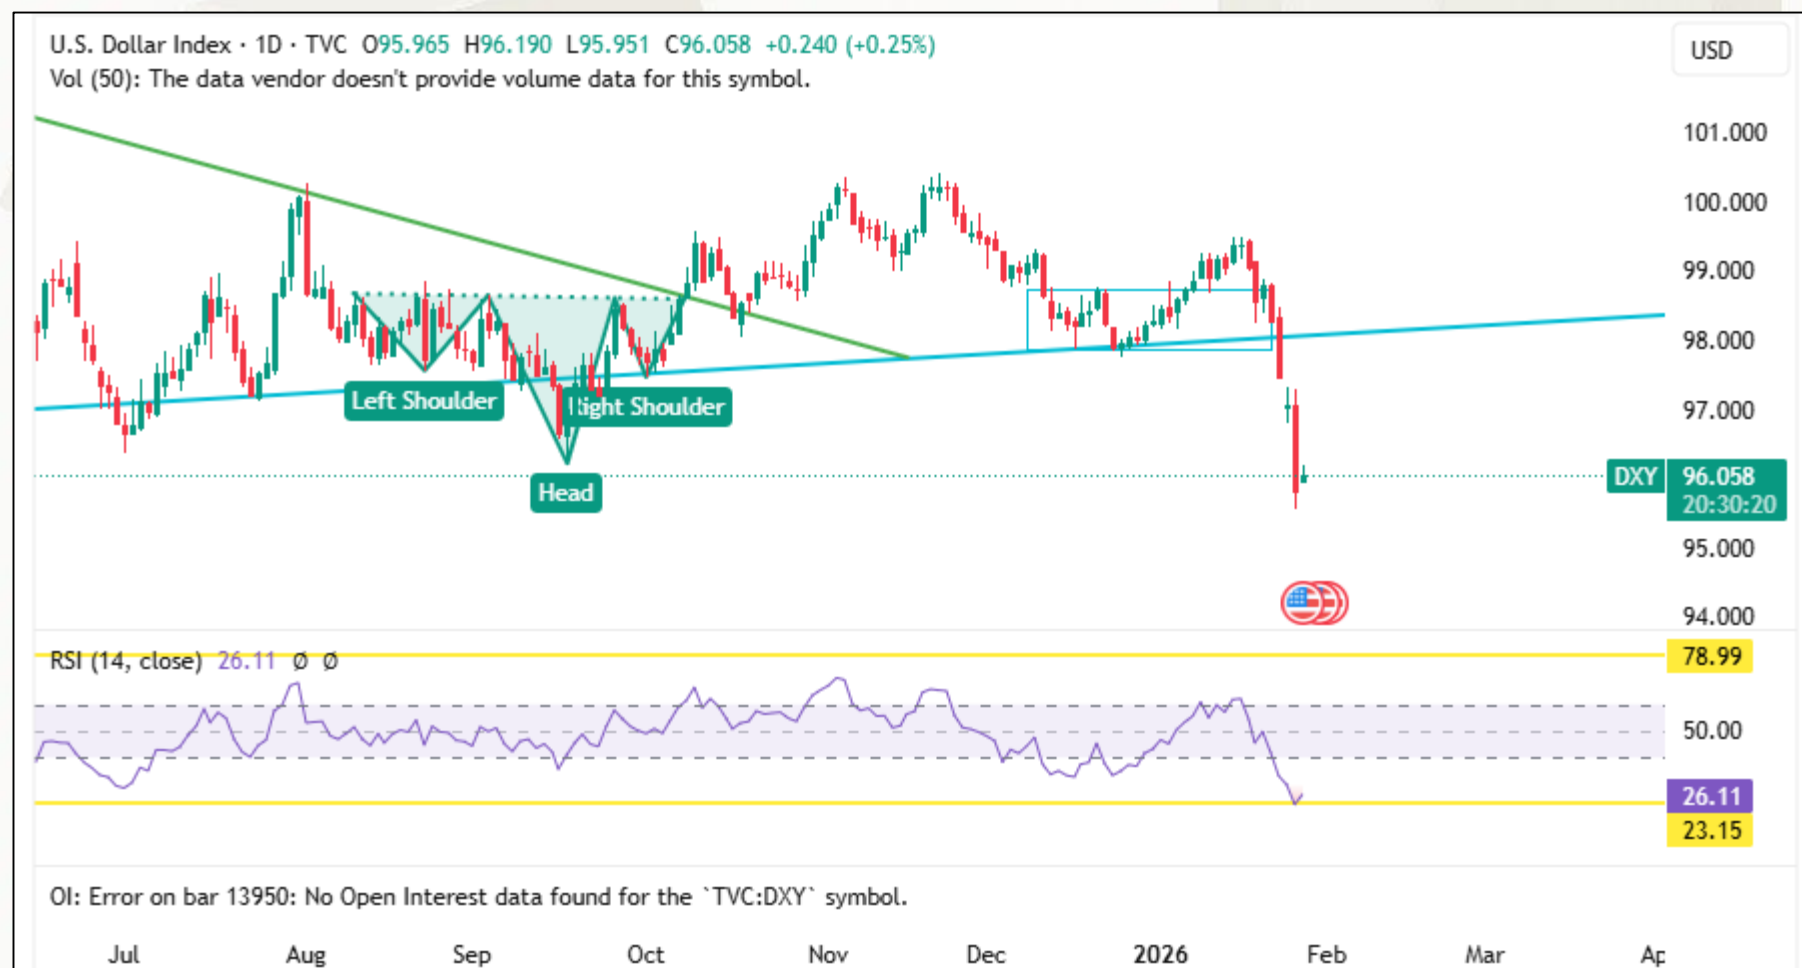 U.S. Dollar Index · 1D · TVC O95.965 H96.190 L95.951 C96.058 +0.240 (+0.25%)
USD
Vol (50): The data vendor doesn't provide volume data for this symbol.
101.000
100.000
99.000
98.000
Left Shoulder
Right Shoulder
97.000
Head
DXY 96.058
20:30:20
95.000
94.000
RSI (14, close) 26.11 Ø Ø
78.99
50.00
26.11
23.15
OI: Error on bar 13950: No Open Interest data found for the `TVC:DXY` symbol.
Jul Aug Sep Oct Nov Dec 2026 Feb Mar Ap